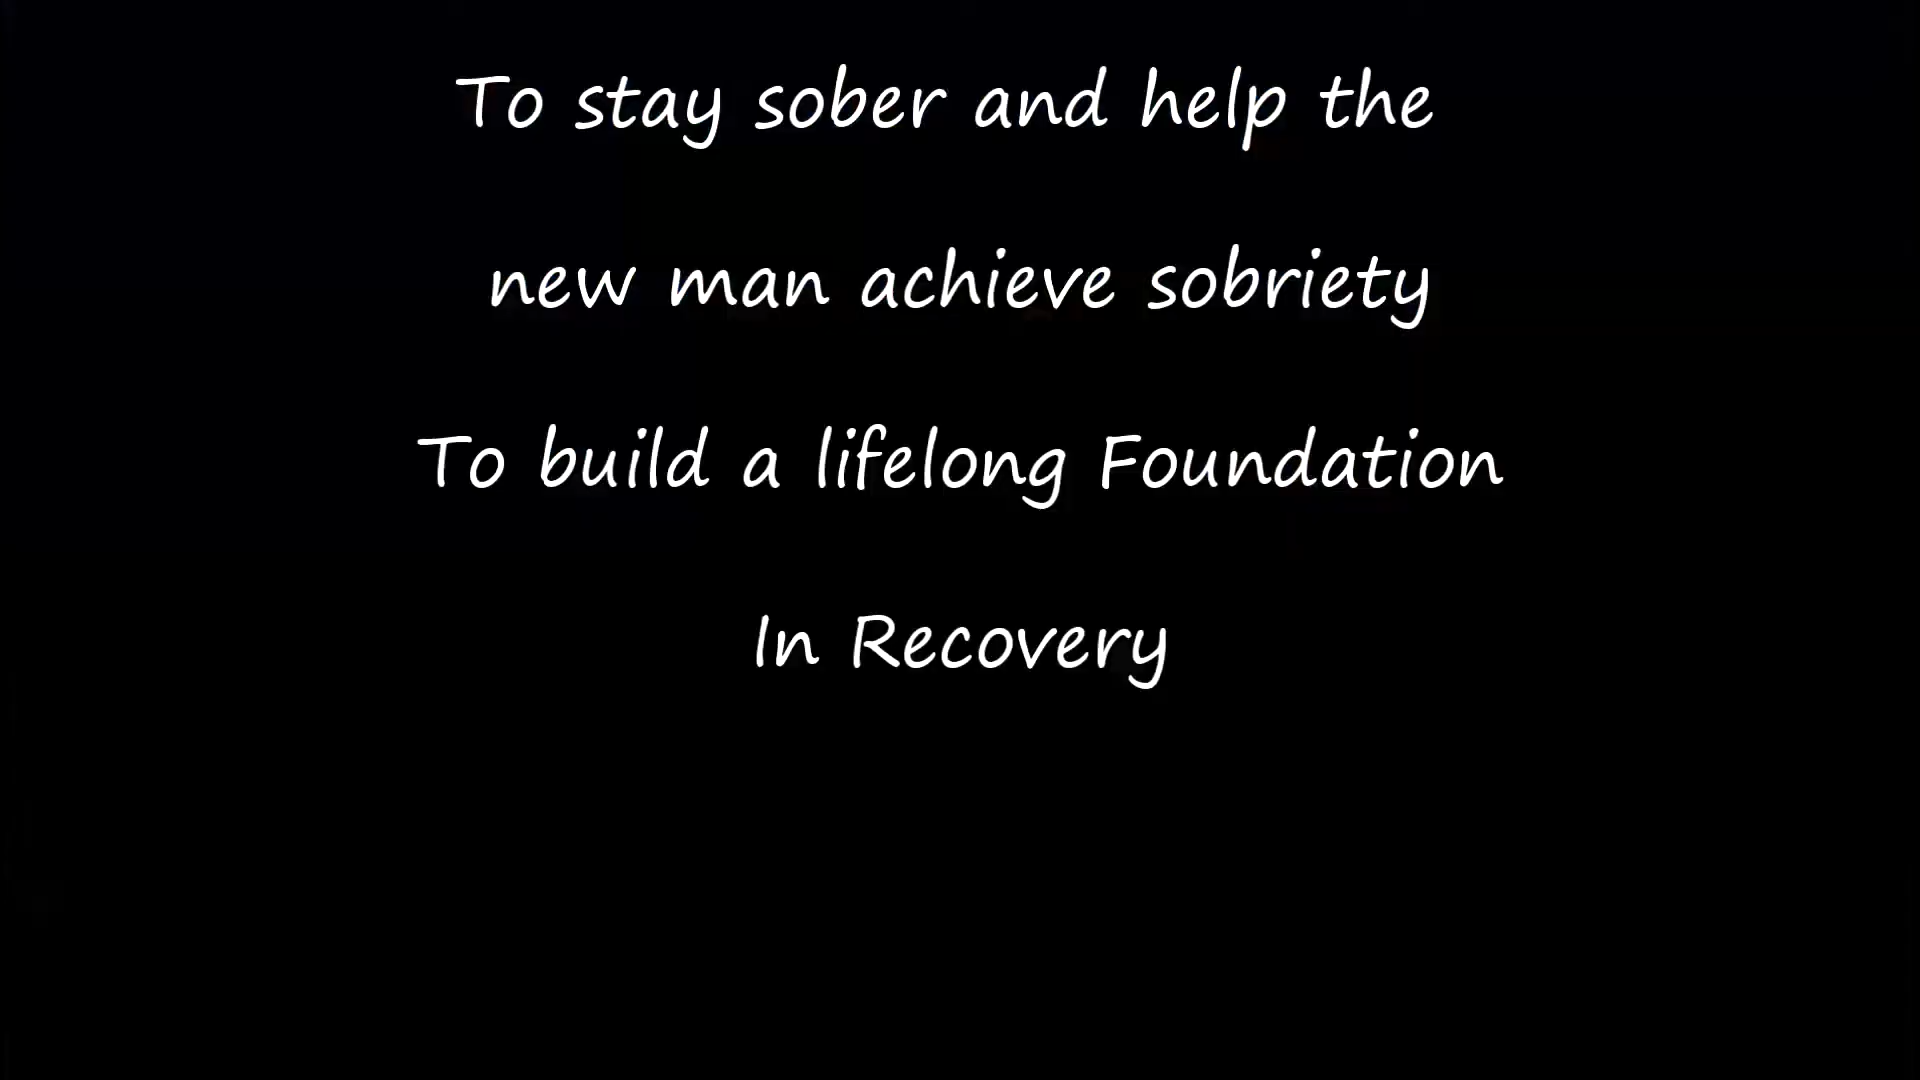 To stay sober and help the
new man achieve sobriety
To build a lifelong Foundation
In Recovery